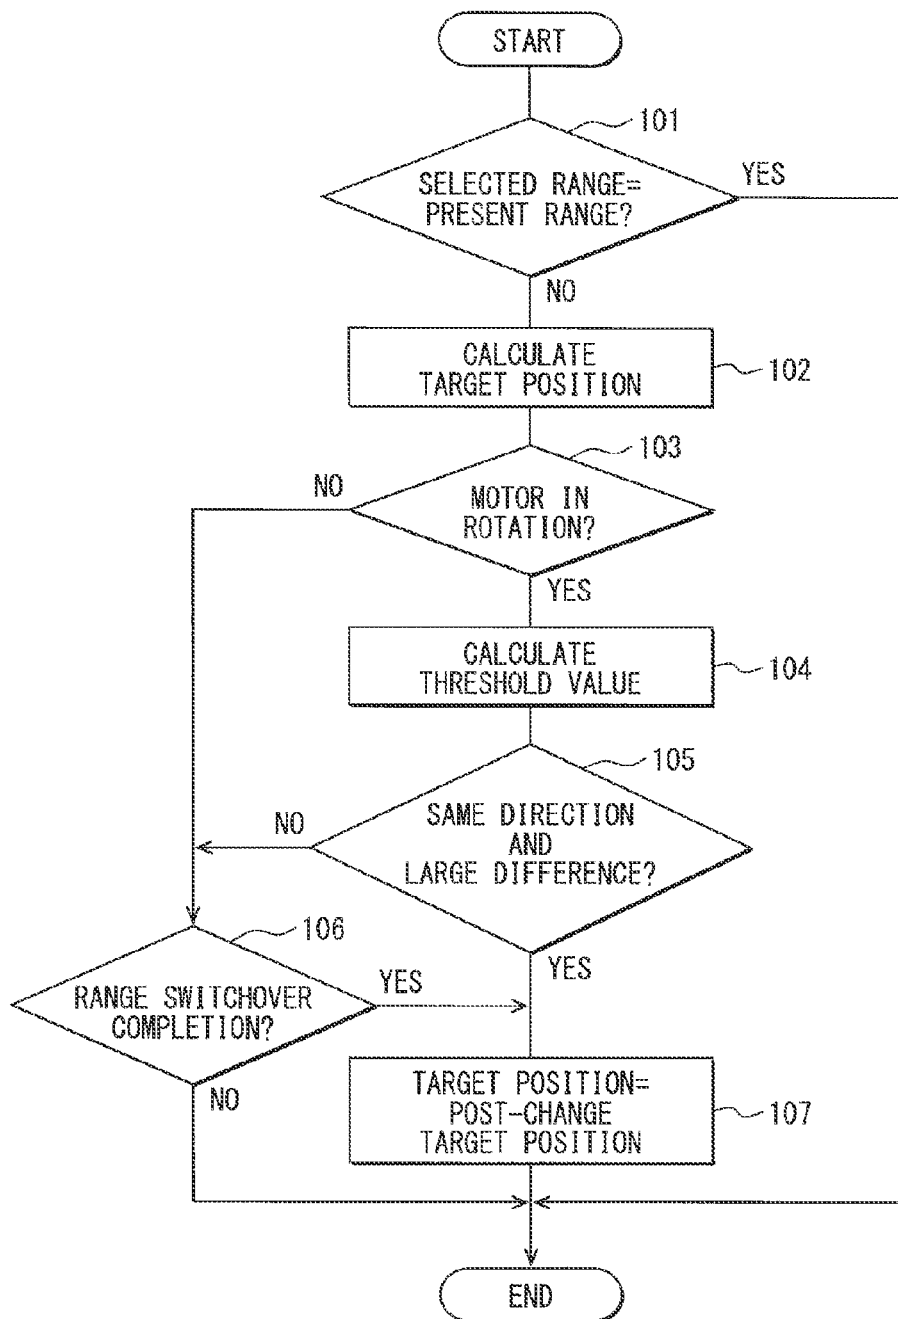 START
101
SELECTED RANGE=
PRESENT RANGE?
YES
NO
CALCULATE
TARGET POSITION
102
103
NO
MOTOR IN
ROTATION?
YES
CALCULATE
THRESHOLD VALUE
104
105
NO
SAME DIRECTION
AND
LARGE DIFFERENCE?
YES
106
RANGE SWITCHOVER
COMPLETION?
YES
NO
TARGET POSITION=
POST-CHANGE
TARGET POSITION
107
END